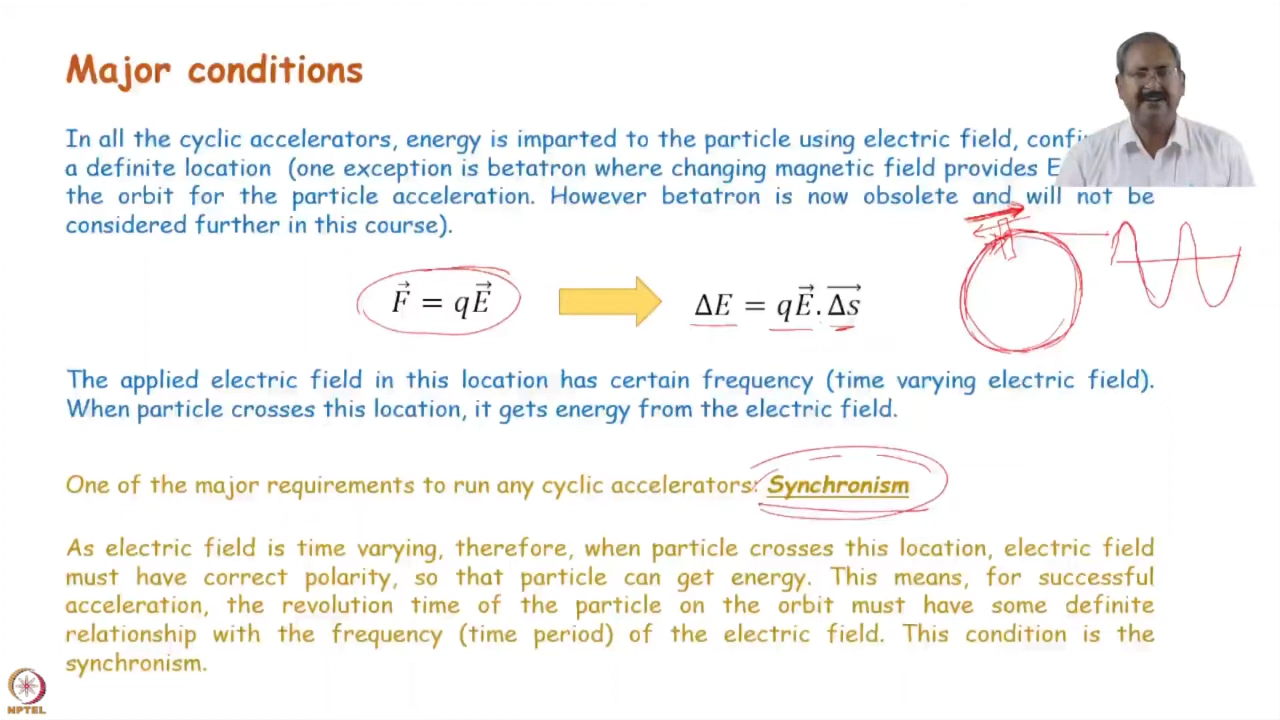 Major conditions
In all the cyclic accelerators, energy is imparted to the particle using electric field,
a definite location (one exception is betatron where changing magnetic field provides E
the orbit for the particle acceleration. However betatron is now obsolete and will not be
considered further in this course).
F⃗ = qE⃗
ΔE = qE⃗. Δs⃗
The applied electric field in this location has certain frequency (time varying electric field).
When particle crosses this location, it gets energy from the electric field.
One of the major requirements to run any cyclic accelerators: Synchronism
As electric field is time varying, therefore, when particle crosses this location, electric field
must have correct polarity, so that particle can get energy. This means, for successful
acceleration, the revolution time of the particle on the orbit must have some definite
relationship with the frequency (time period) of the electric field. This condition is the
synchronism.
NPTEL